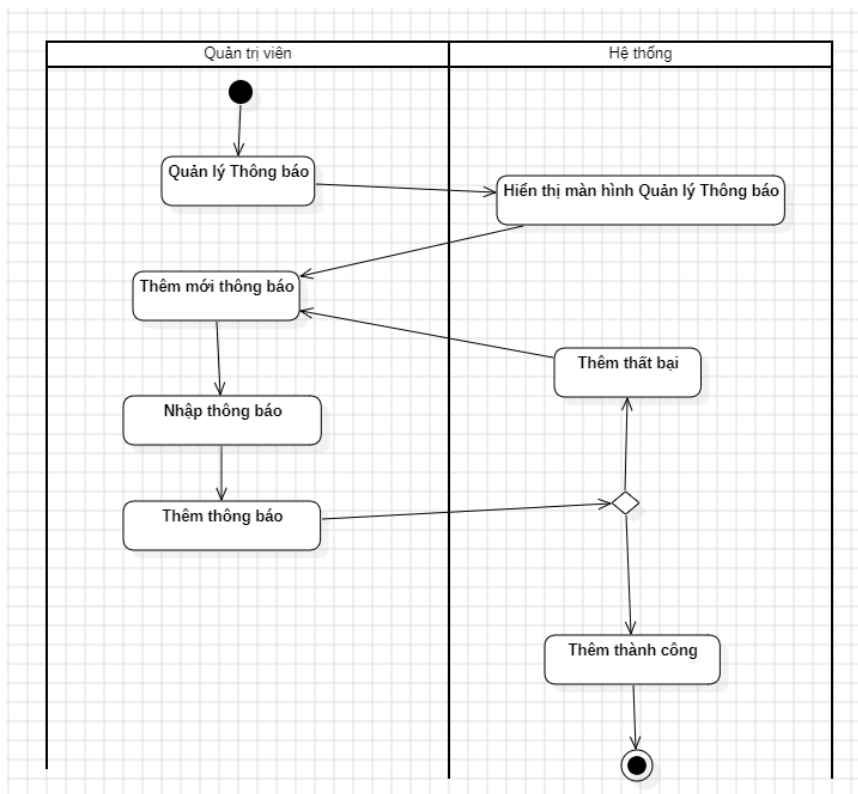 Quản trị viên
Hệ thống
Quản lý Thông báo
Hiển thị màn hình Quản lý Thông báo
Thêm mới thông báo
Thêm thất bại
Nhập thông báo
Thêm thông báo
Thêm thành công